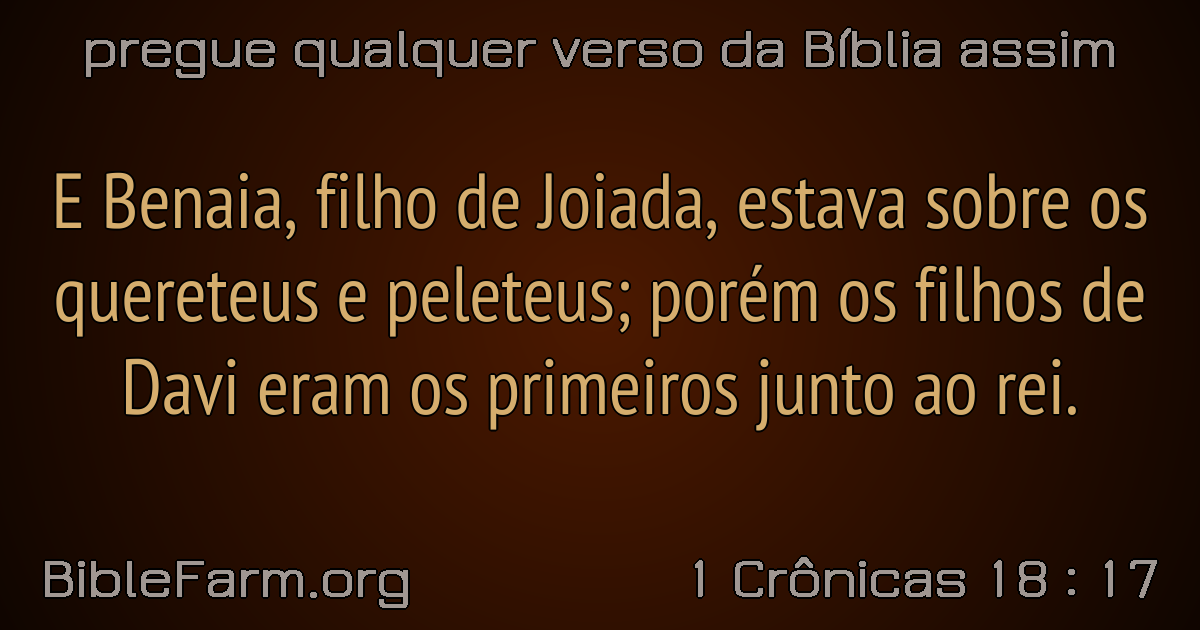 pregue qualquer verso da Bíblia assim
E Benaia, filho de Joiada, estava sobre os
quereteus e peleteus; porém os filhos de
Davi eram os primeiros junto ao rei.
BibleFarm.org
1 Crônicas 18 : 17